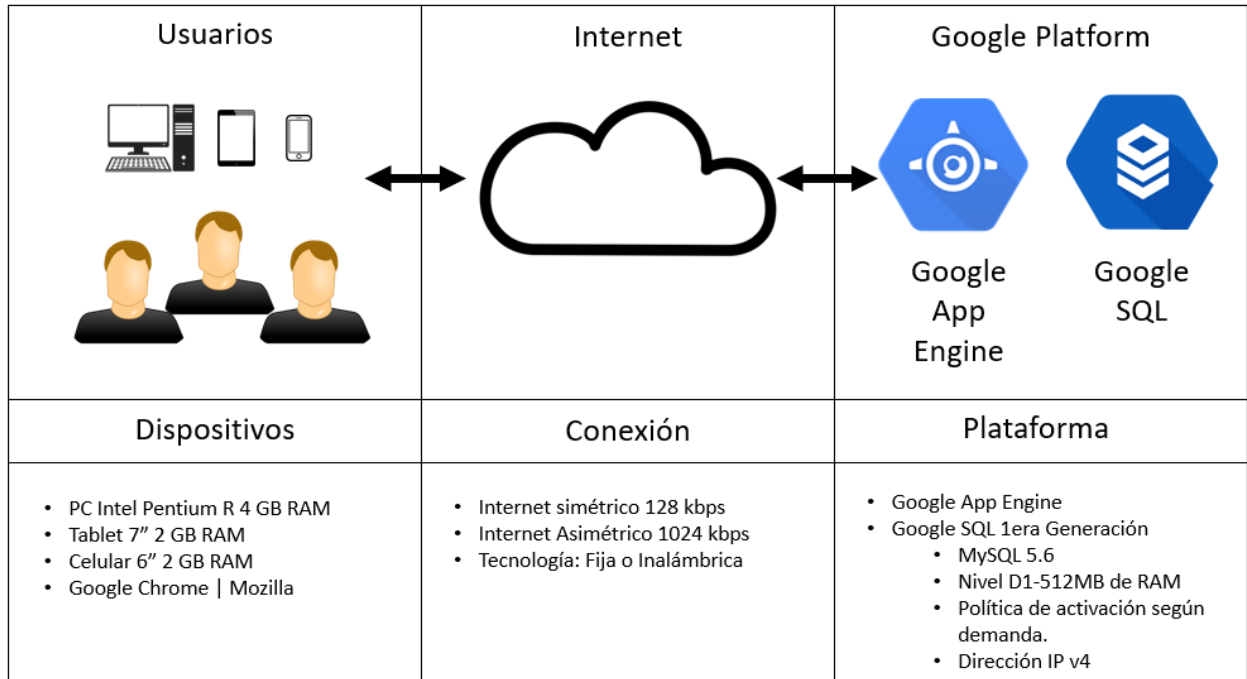 Usuarios
Internet
Google Platform
Google
App
Engine
Google
SQL
Dispositivos
Conexión
Plataforma
• PC Intel Pentium R 4 GB RAM
• Tablet 7” 2 GB RAM
• Celular 6” 2 GB RAM
• Google Chrome | Mozilla
• Internet simétrico 128 kbps
• Internet Asimétrico 1024 kbps
• Tecnología: Fija o Inalámbrica
• Google App Engine
• Google SQL 1era Generación
• MySQL 5.6
• Nivel D1-512MB de RAM
• Política de activación según
demanda.
• Dirección IP v4